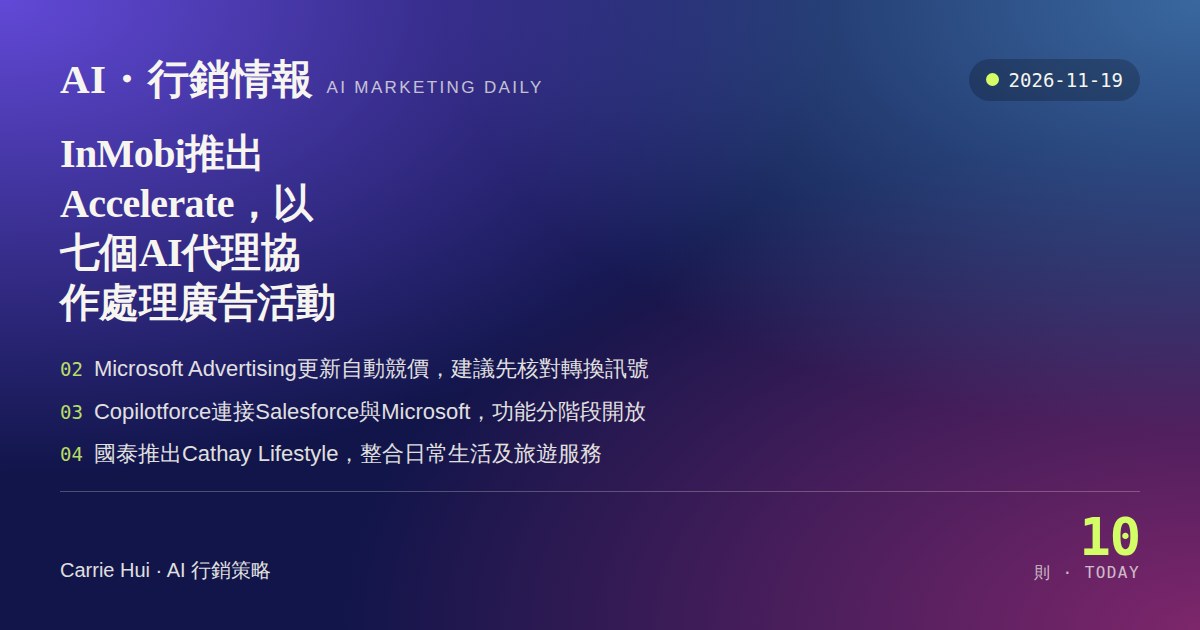 AI・行銷情報 AI MARKETING DAILY
2026-11-19
InMobi推出
Accelerate，以
七個AI代理協
作處理廣告活動
02 Microsoft Advertising更新自動競價，建議先核對轉換訊號
03 Copilotforce連接Salesforce與Microsoft，功能分階段開放
04 國泰推出Cathay Lifestyle，整合日常生活及旅遊服務
10
則 · TODAY
Carrie Hui · AI 行銷策略